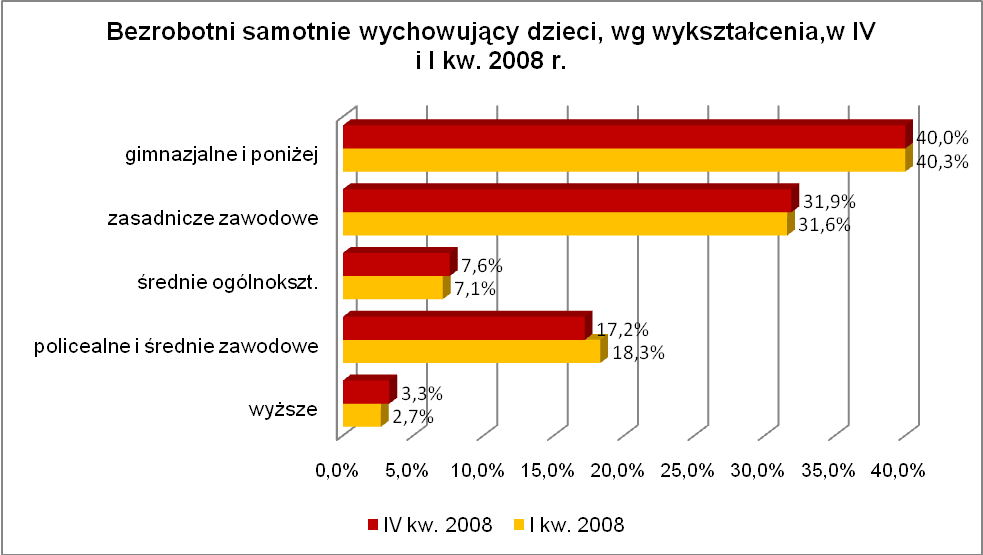 Bezrobotni samotnie wychowujący dzieci, wg wykształcenia,w IV
i I kw. 2008 r.
gimnazjalne i poniżej
40,0%
40,3%
zasadnicze zawodowe
31,9%
31,6%
średnie ogólnokszt.
7,6%
7,1%
policealne i średnie zawodowe
17,2%
18,3%
wyższe
3,3%
2,7%
0,0% 5,0% 10,0% 15,0% 20,0% 25,0% 30,0% 35,0% 40,0%
IV kw. 2008 I kw. 2008